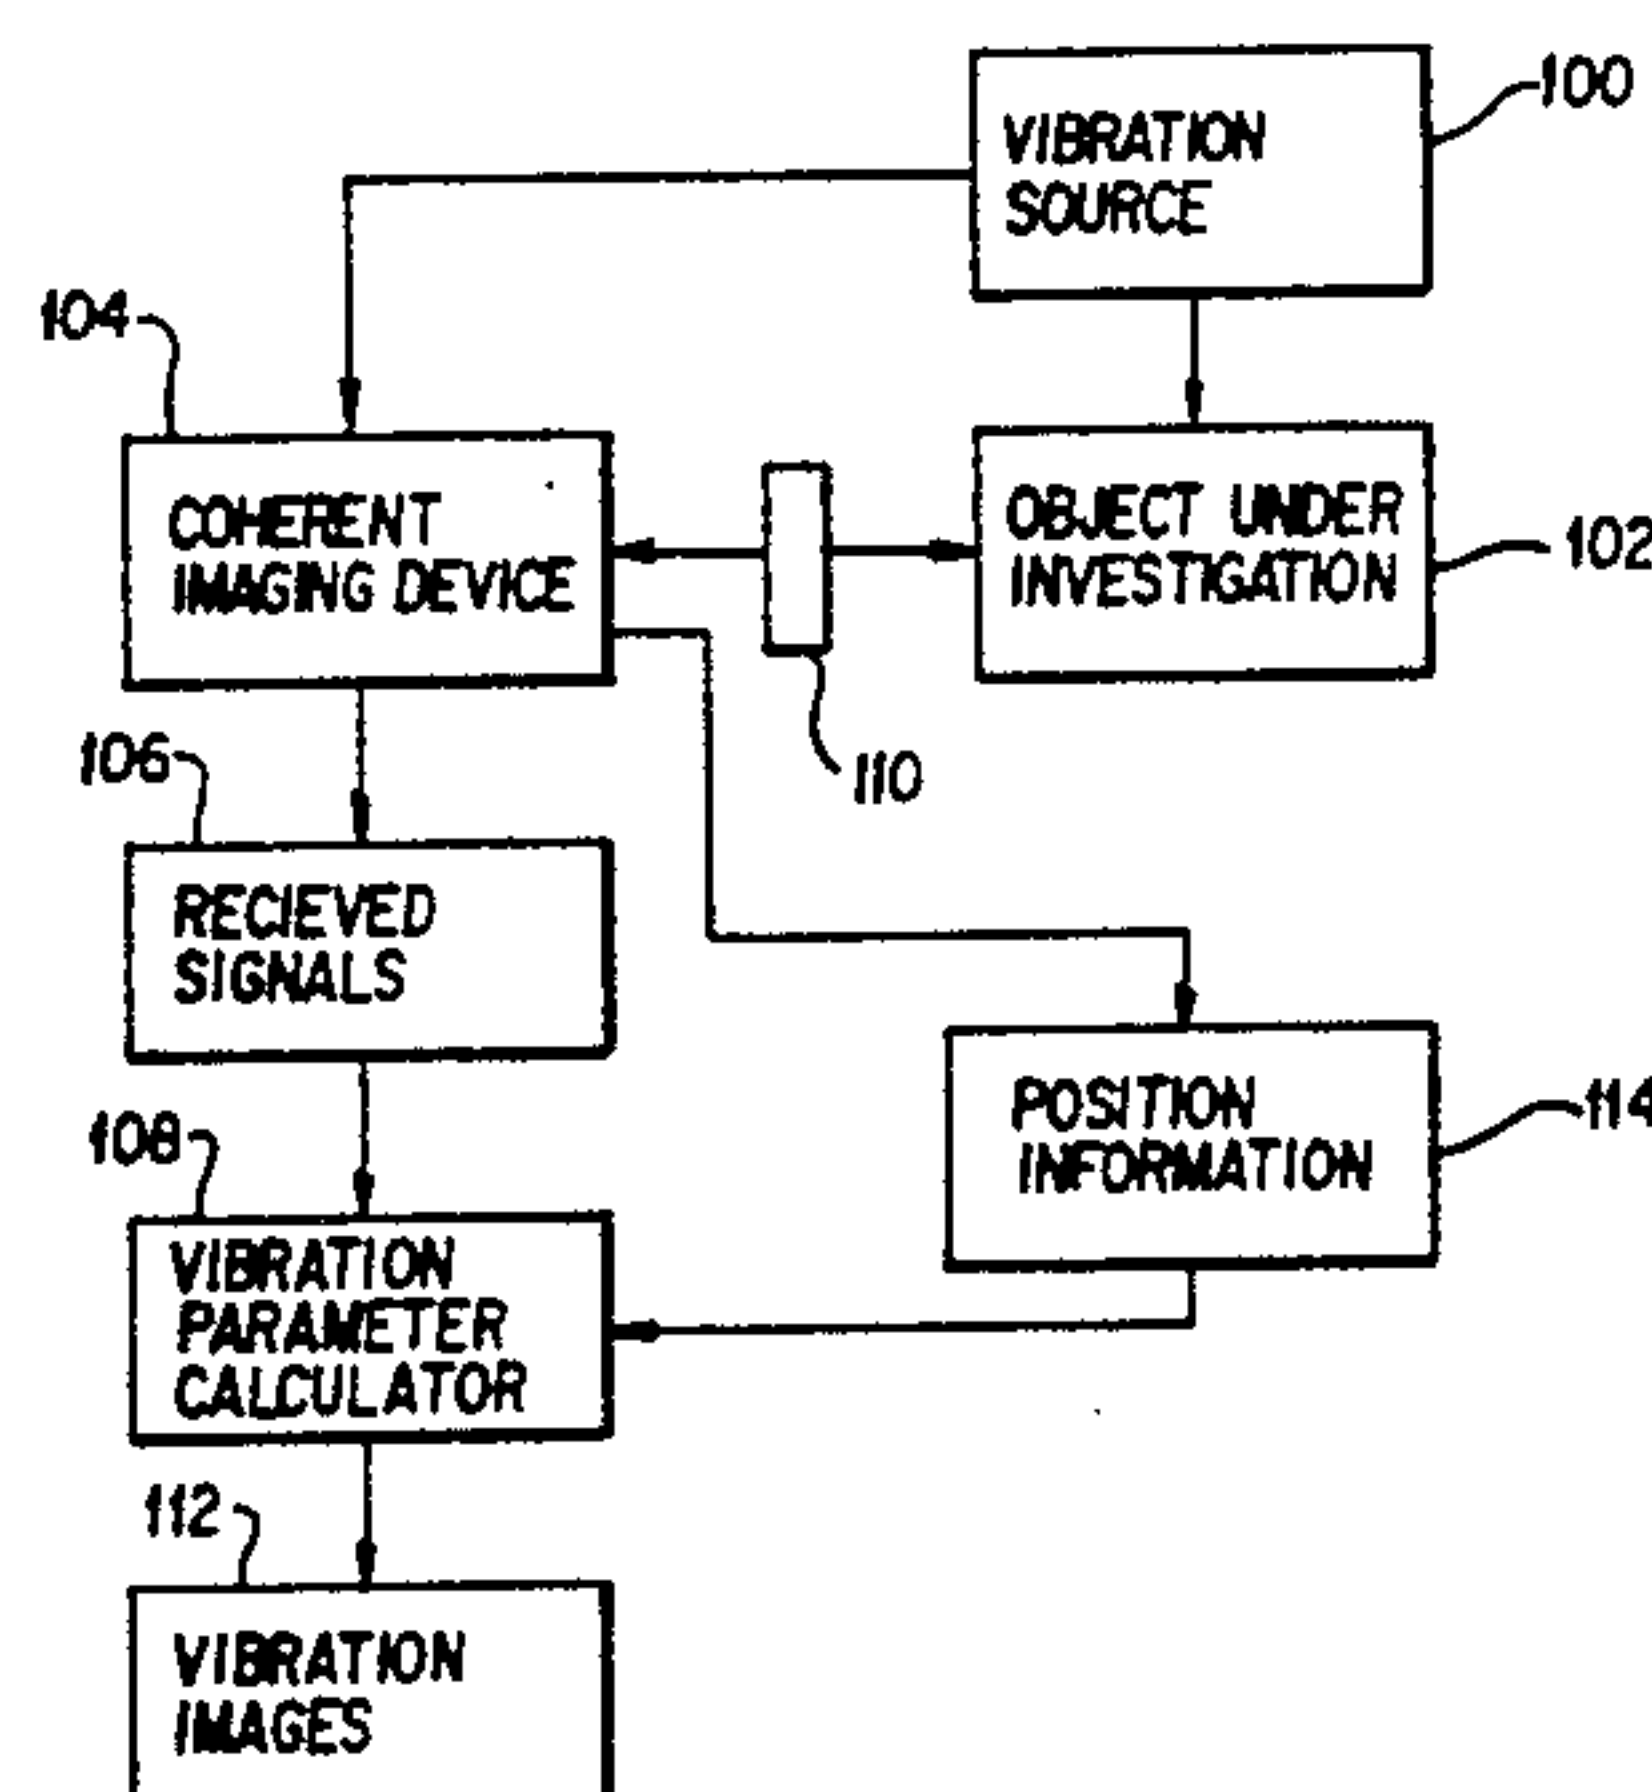 100
VIBRATION
SOURCE
104
COHERENT
IMAGING DEVICE
OBJECT UNDER
INVESTIGATION
102
110
106
RECIEVED
SIGNALS
POSITION
INFORMATION
114
108
VIBRATION
PARAMETER
CALCULATOR
112
VIBRATION
IMAGES